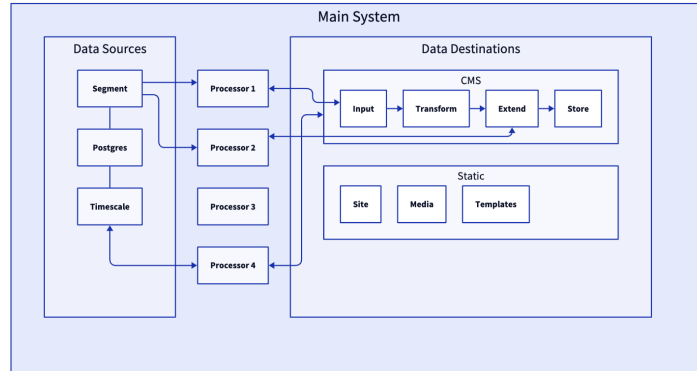 Main System
Data Sources
Data Destinations
CMS
Segment
Processor 1
Input
Transform
Extend
Store
Postgres
Processor 2
Static
Timescale
Processor 3
Site
Media
Templates
Processor 4